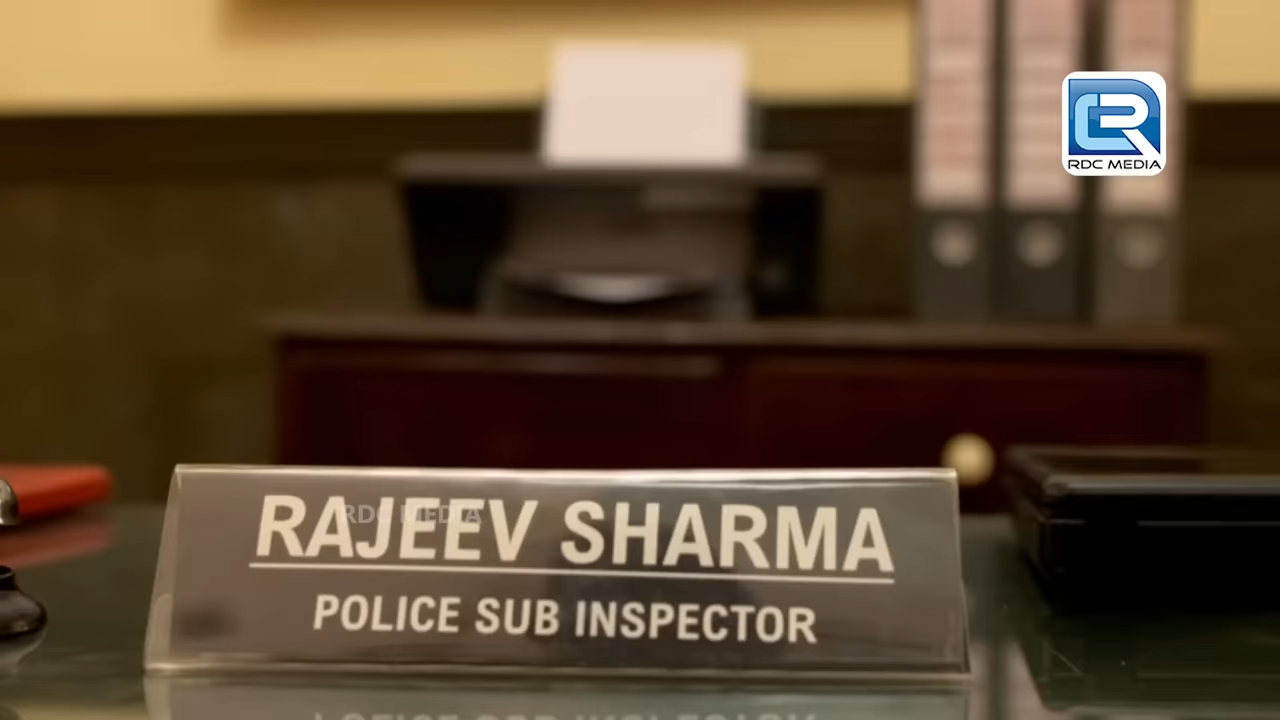 RDC MEDIA
RAJEEV SHARMA
RDC MEDIA
POLICE SUB INSPECTOR